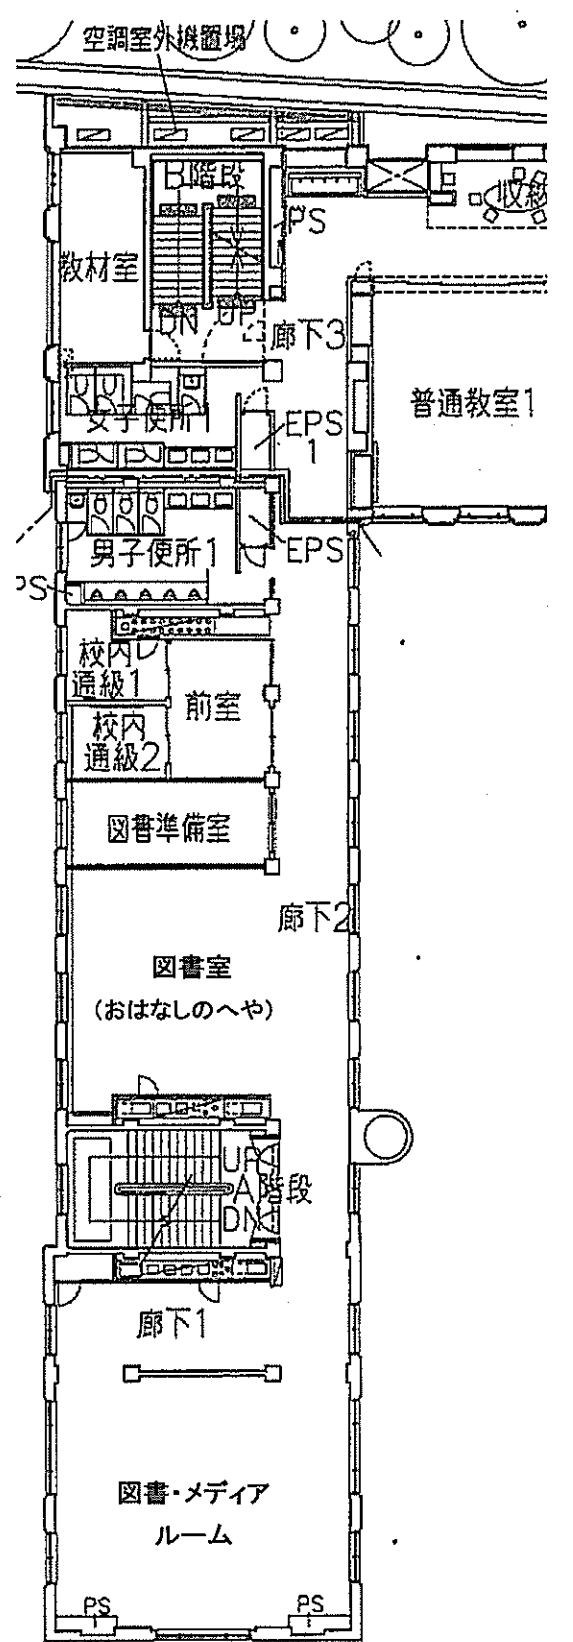 空調室外機置場
B階段
収納
PS
教材室
DN
UP
廊下3
普通教室1
女子便所1
EPS
1
男子便所1
EPS
PS
校内
通級1
前室
校内
通級2
図書準備室
廊下2
図書室
(おはなしのへや)
UP
A階段
DN
廊下1
図書・メディア
ルーム
PS
PS